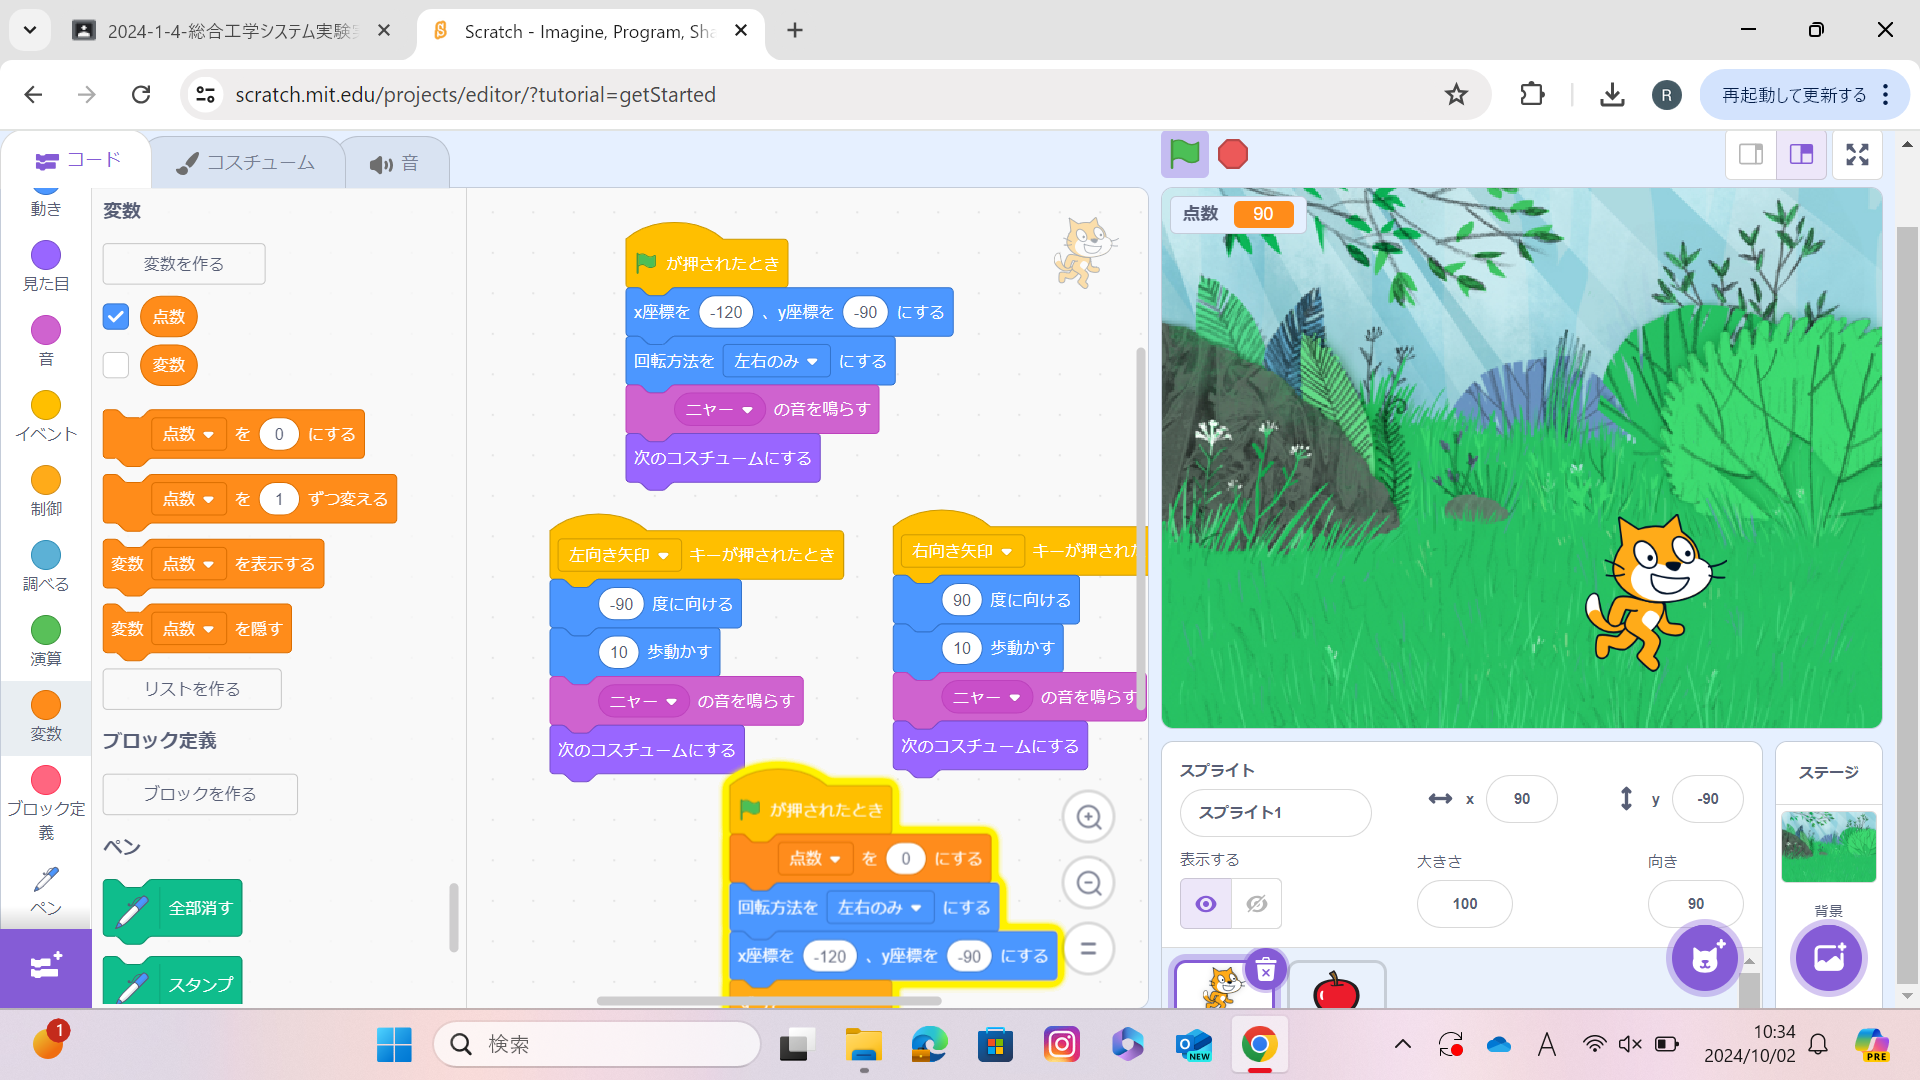 2024-1-4-総合工学システム実験実
Scratch - Imagine, Program, Sha
scratch.mit.edu/projects/editor/?tutorial=getStarted
R
再起動して更新する
コード
コスチューム
音
動き
見た目
音
イベント
制御
調べる
演算
変数
ブロック定
義
ペン
変数
変数を作る
点数
変数
点数 を 0 にする
点数 を 1 ずつ変える
変数 点数 を表示する
変数 点数 を隠す
リストを作る
ブロック定義
ブロックを作る
ペン
全部消す
スタンプ
が押されたとき
x座標を -120 、y座標を -90 にする
回転方法を 左右のみ にする
ニャー の音を鳴らす
次のコスチュームにする
左向き矢印 キーが押されたとき
-90 度に向ける
10 歩動かす
ニャー の音を鳴らす
次のコスチュームにする
右向き矢印 キーが押され
90 度に向ける
10 歩動かす
ニャー の音を鳴らす
次のコスチュームにする
が押されたとき
点数 を 0 にする
回転方法を 左右のみ にする
x座標を -120 、y座標を -90 にする
点数 90
スプライト
スプライト1
x 90
y -90
表示する
大きさ
100
向き
90
ステージ
背景
1
検索
NEW
A
10:34
2024/10/02
PRE